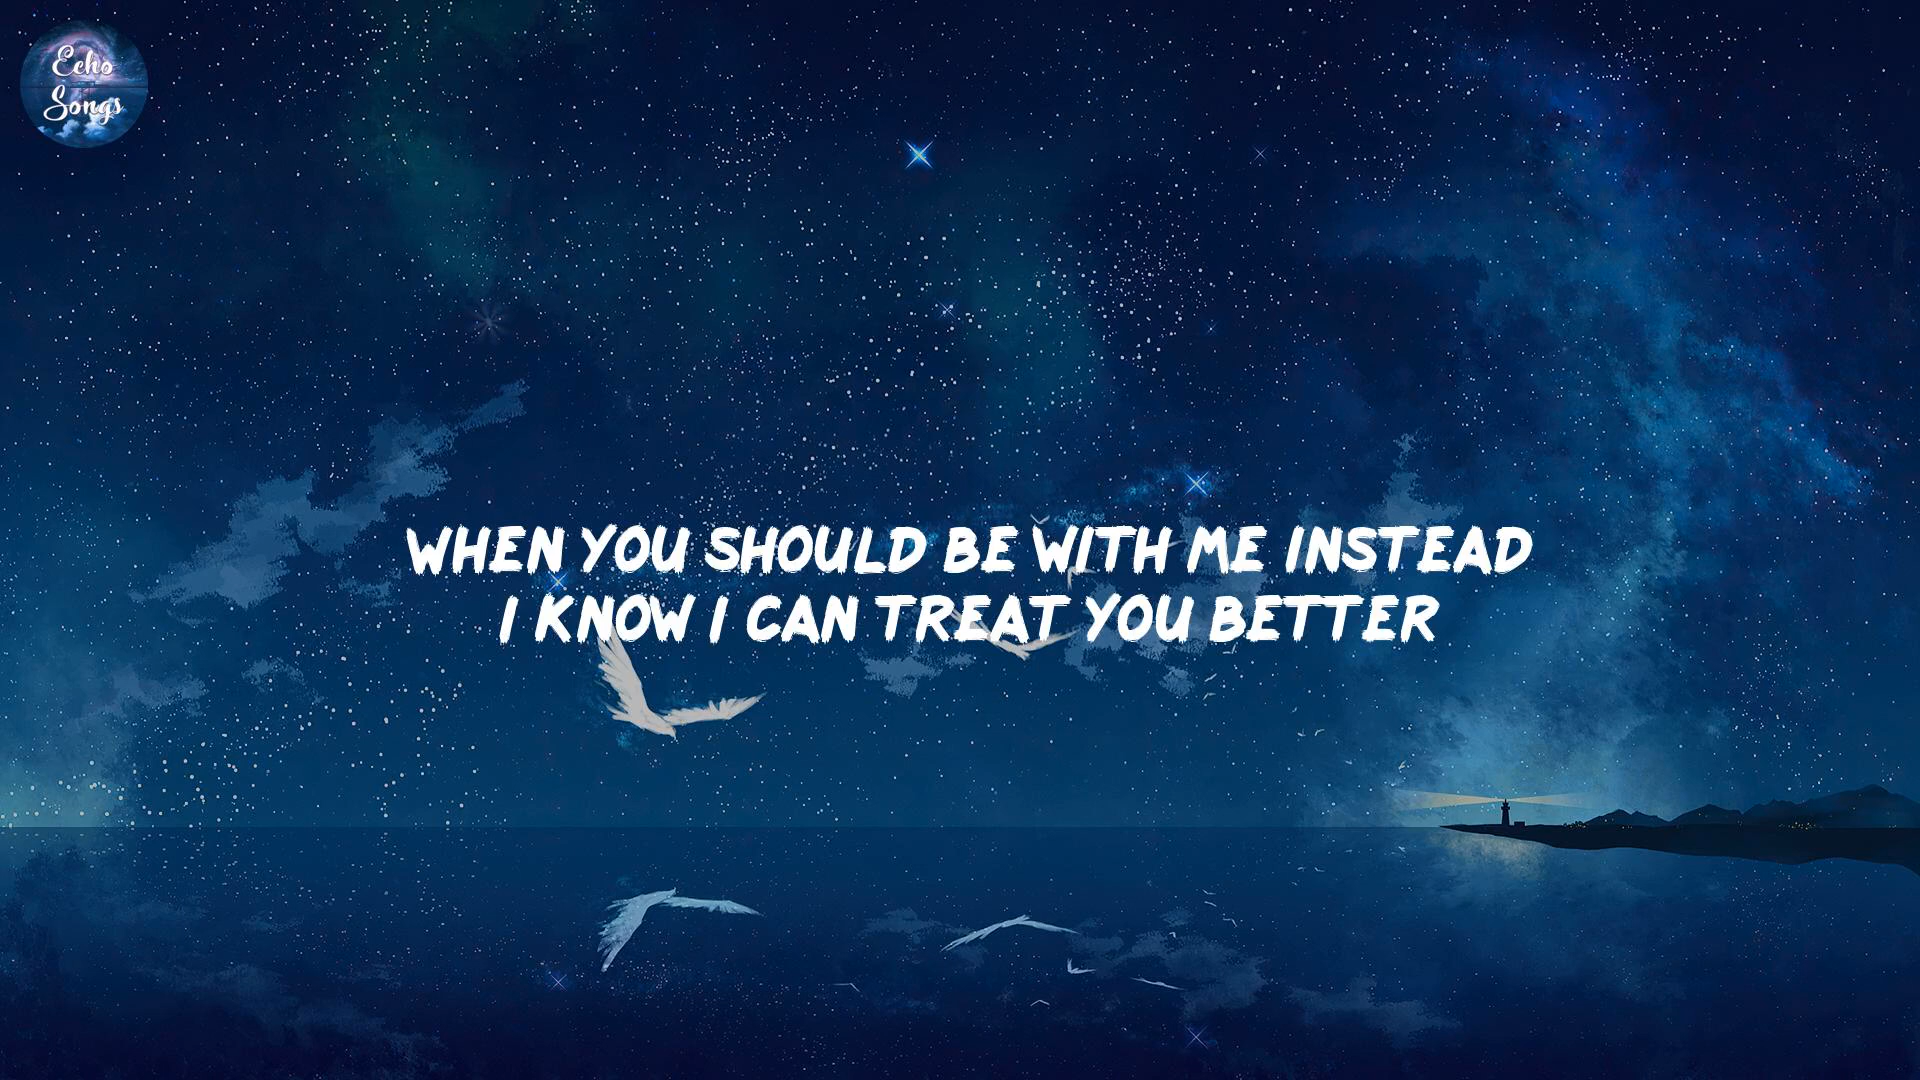 Echo
Songs
WHEN YOU SHOULD BE WITH ME INSTEAD
I KNOW I CAN TREAT YOU BETTER